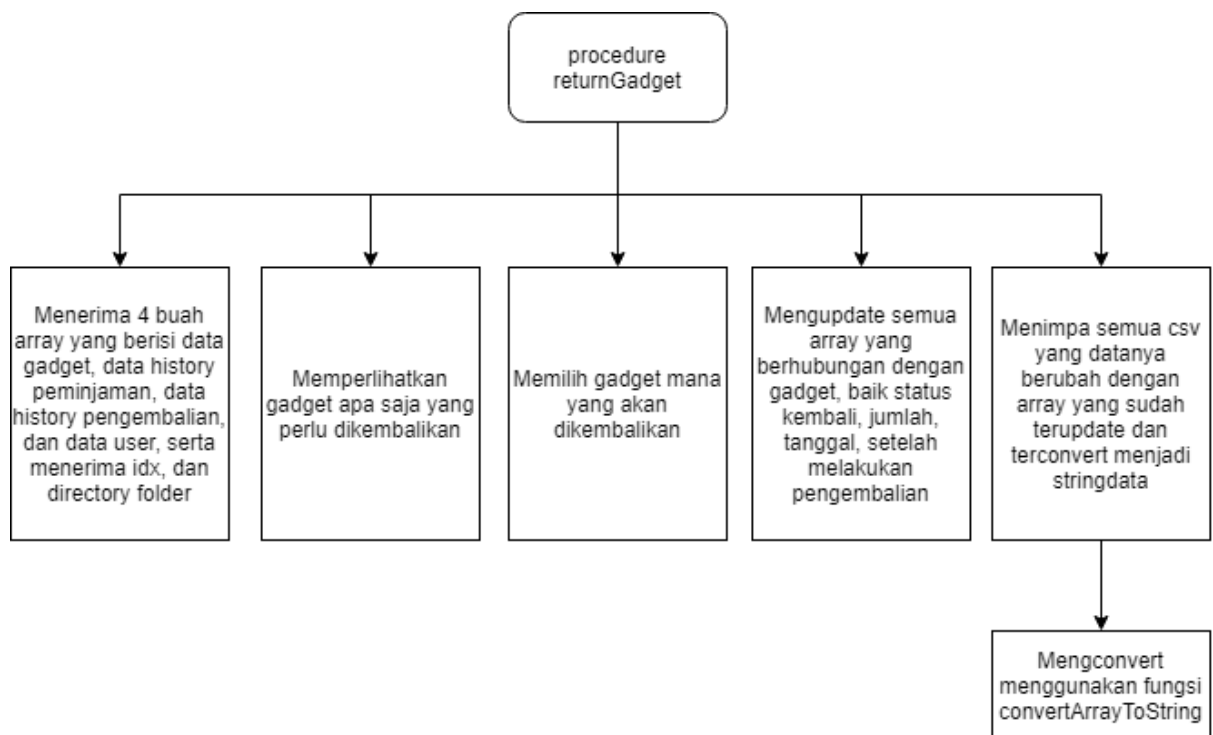 procedure
returnGadget
Menerima 4 buah
array yang berisi data
gadget, data history
peminjaman, data
history pengembalian,
dan data user, serta
menerima idx, dan
directory folder
Memperlihatkan
gadget apa saja yang
perlu dikembalikan
Memilih gadget mana
yang akan
dikembalikan
Mengupdate semua
array yang
berhubungan dengan
gadget, baik status
kembali, jumlah,
tanggal, setelah
melakukan
pengembalian
Menimpa semua csv
yang datanya
berubah dengan
array yang sudah
terupdate dan
terconvert menjadi
stringdata
Mengconvert
menggunakan fungsi
convertArrayToString